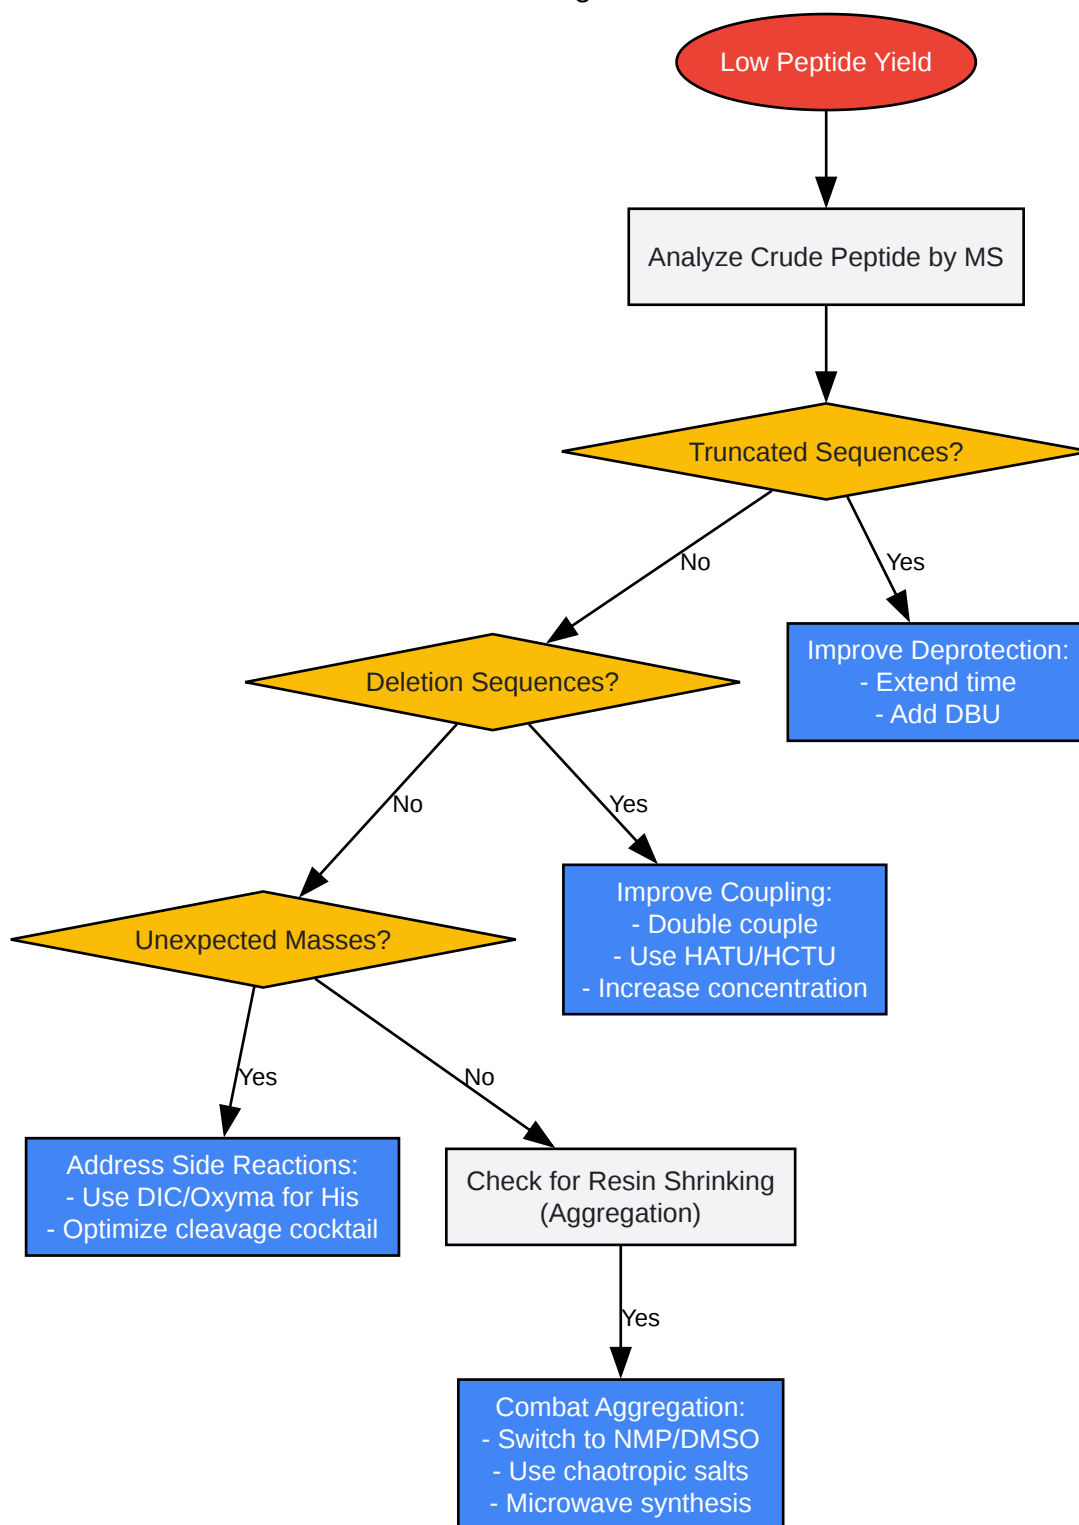 Low Peptide Yield
Analyze Crude Peptide by MS
Truncated Sequences?
No
Yes
Improve Deprotection:
- Extend time
- Add DBU
Deletion Sequences?
No
Yes
Improve Coupling:
- Double couple
- Use HATU/HCTU
- Increase concentration
Unexpected Masses?
Yes
No
Address Side Reactions:
- Use DIC/Oxyma for His
- Optimize cleavage cocktail
Check for Resin Shrinking
(Aggregation)
Yes
Combat Aggregation:
- Switch to NMP/DMSO
- Use chaotropic salts
- Microwave synthesis